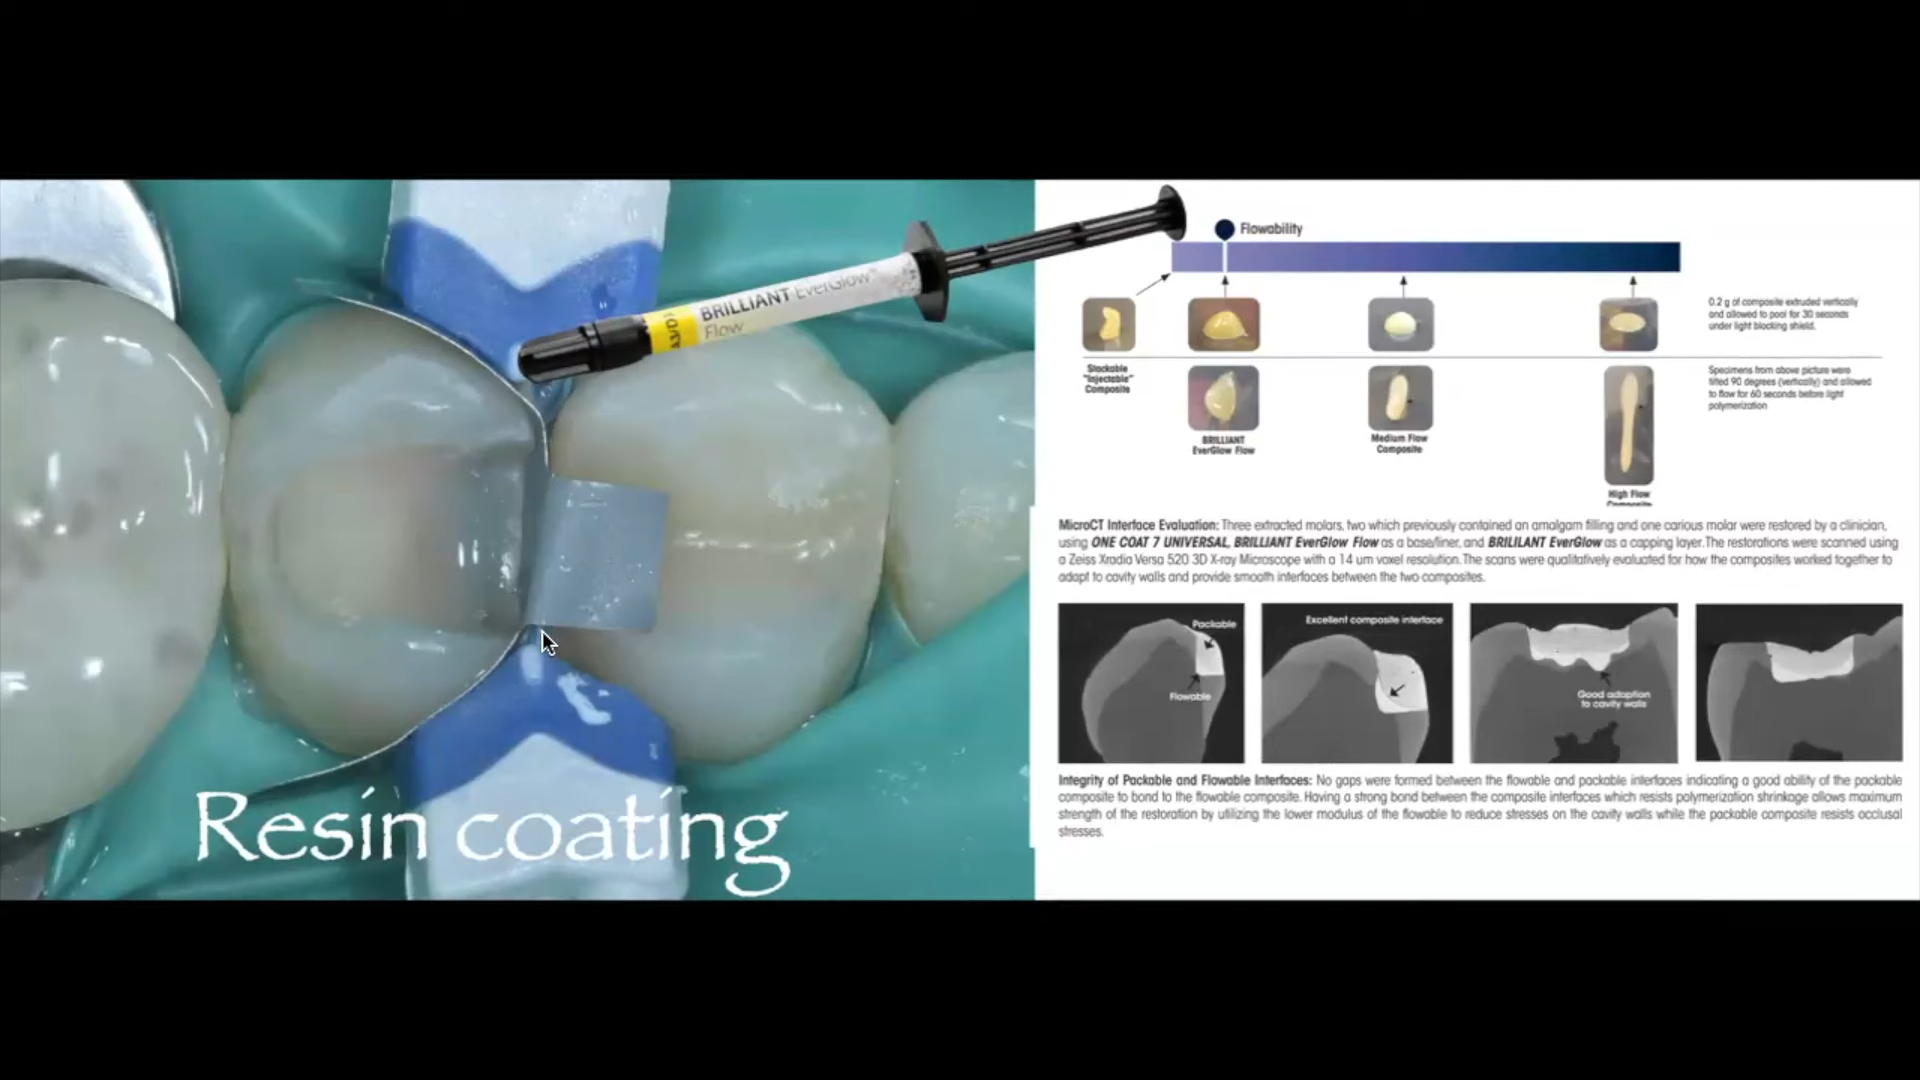 A3/D3
BRILLIANT EverGlow™
Flow
Resin coating
Flowability
0.2 g of composite extruded vertically
and allowed to pool for 30 seconds
under light blocking shield.
Stackable
"Injectable"
Composite
Specimens from above picture were
tilted 90 degrees (vertically) and allowed
to flow for 60 seconds before light
polymerization
BRILLIANT
EverGlow Flow
Medium Flow
Composite
High Flow
Composite
MicroCT Interface Evaluation: Three extracted molars, two which previously contained an amalgam filling and one carious molar were restored by a clinician,
using ONE COAT 7 UNIVERSAL, BRILLIANT EverGlow Flow as a base/liner, and BRILILANT EverGlow as a capping layer. The restorations were scanned using
a Zeiss Xradia Versa 520 3D X-ray Microscope with a 14 um voxel resolution. The scans were qualitatively evaluated for how the composites worked together to
adapt to cavity walls and provide smooth interfaces between the two composites.
Packable
Flowable
Excellent composite interface
Good adaption
to cavity walls
Integrity of Packable and Flowable Interfaces: No gaps were formed between the flowable and packable interfaces indicating a good ability of the packable
composite to bond to the flowable composite. Having a strong bond between the composite interfaces which resists polymerization shrinkage allows maximum
strength of the restoration by utilizing the lower modulus of the flowable to reduce stresses on the cavity walls while the packable composite resists occlusal
stresses.